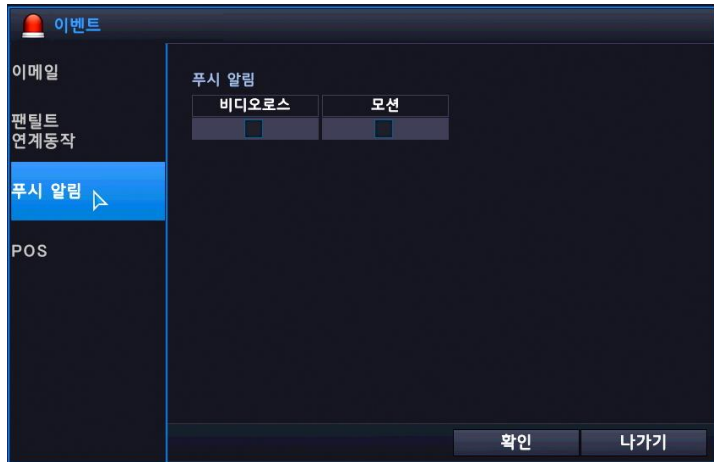 이벤트
이메일
팬틸트
연계동작
푸시 알림
POS
푸시 알림
비디오로스 모션
확인 나가기